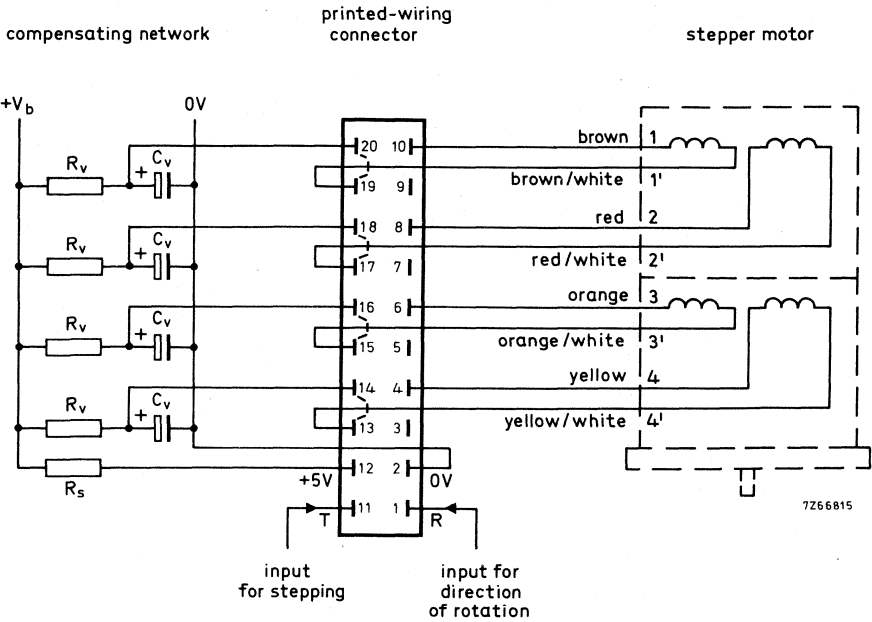 printed-wiring
connector
compensating network
stepper motor
+Vb
0V
Rv
+
Cv
20 10
brown 1
19 9
brown/white 1'
Rv
+
Cv
18 8
red 2
17 7
red/white 2'
Rv
+
Cv
16 6
orange 3
15 5
orange/white 3'
Rv
+
Cv
14 4
yellow 4
13 3
yellow/white 4'
Rs
+5V
12 2
0V
T
11 1
R
7Z66815
input
for stepping
input for
direction
of rotation